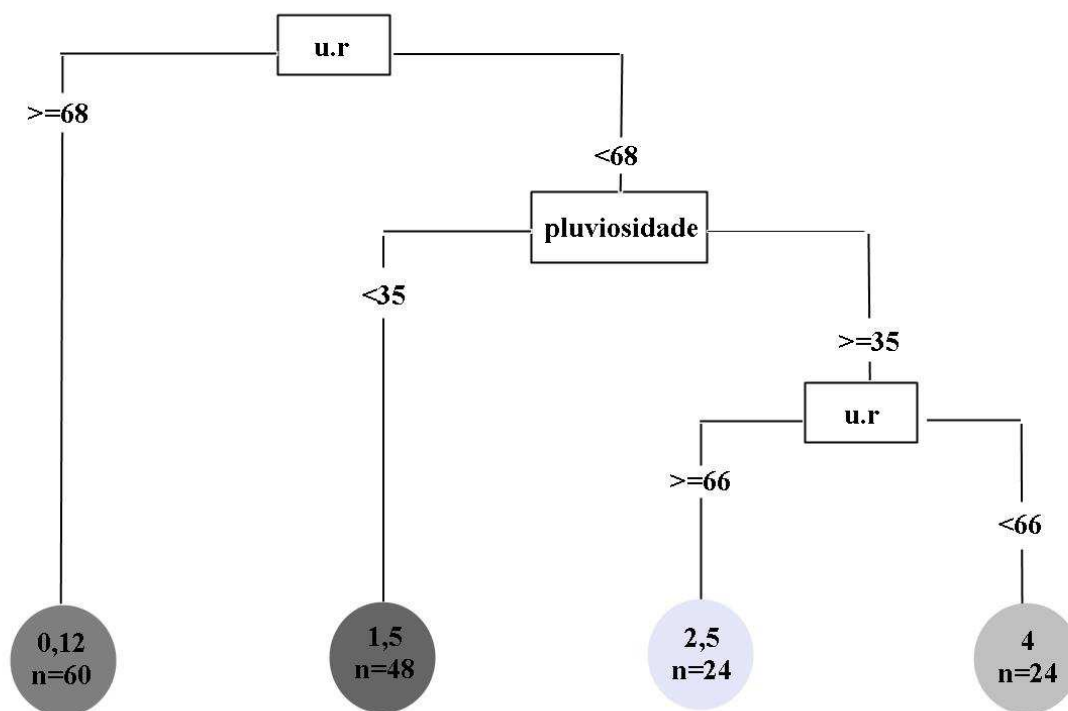 u.r
>=68
<68
pluviosidade
<35
>=35
u.r
>=66
<66
0,12
n=60
1,5
n=48
2,5
n=24
4
n=24